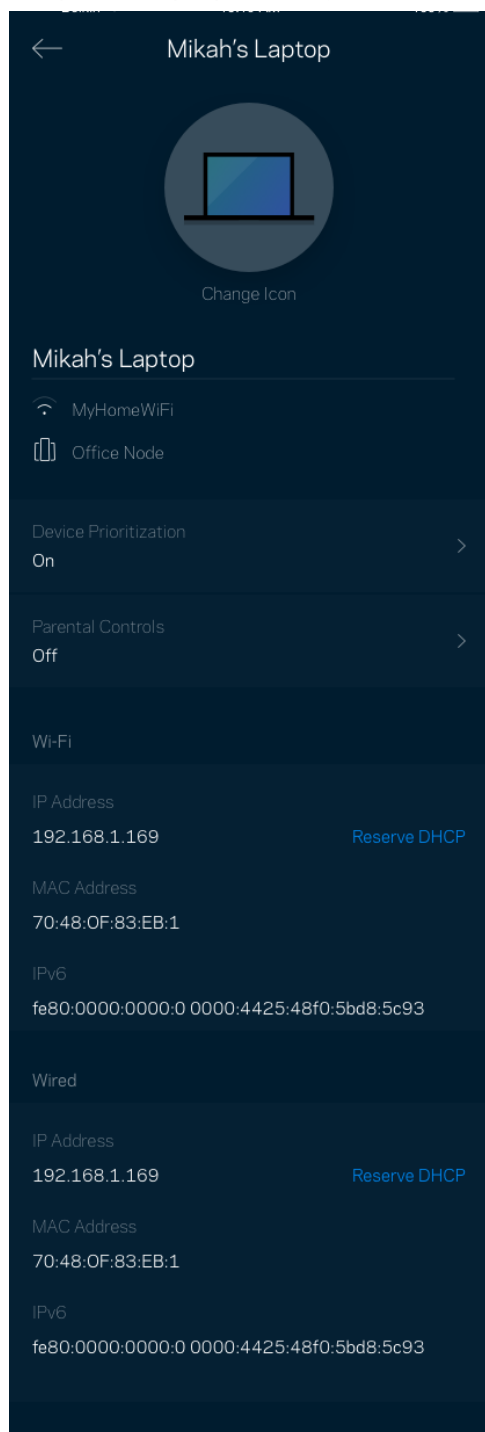 Mikah's Laptop
Change Icon
Mikah's Laptop
MyHomeWiFi
Office Node
Device Prioritization
On
Parental Controls
Off
Wi-Fi
IP Address
192.168.1.169 Reserve DHCP
MAC Address
70:48:0F:83:EB:1
IPv6
fe80:0000:0000:0 0000:4425:48f0:5bd8:5c93
Wired
IP Address
192.168.1.169 Reserve DHCP
MAC Address
70:48:0F:83:EB:1
IPv6
fe80:0000:0000:0 0000:4425:48f0:5bd8:5c93